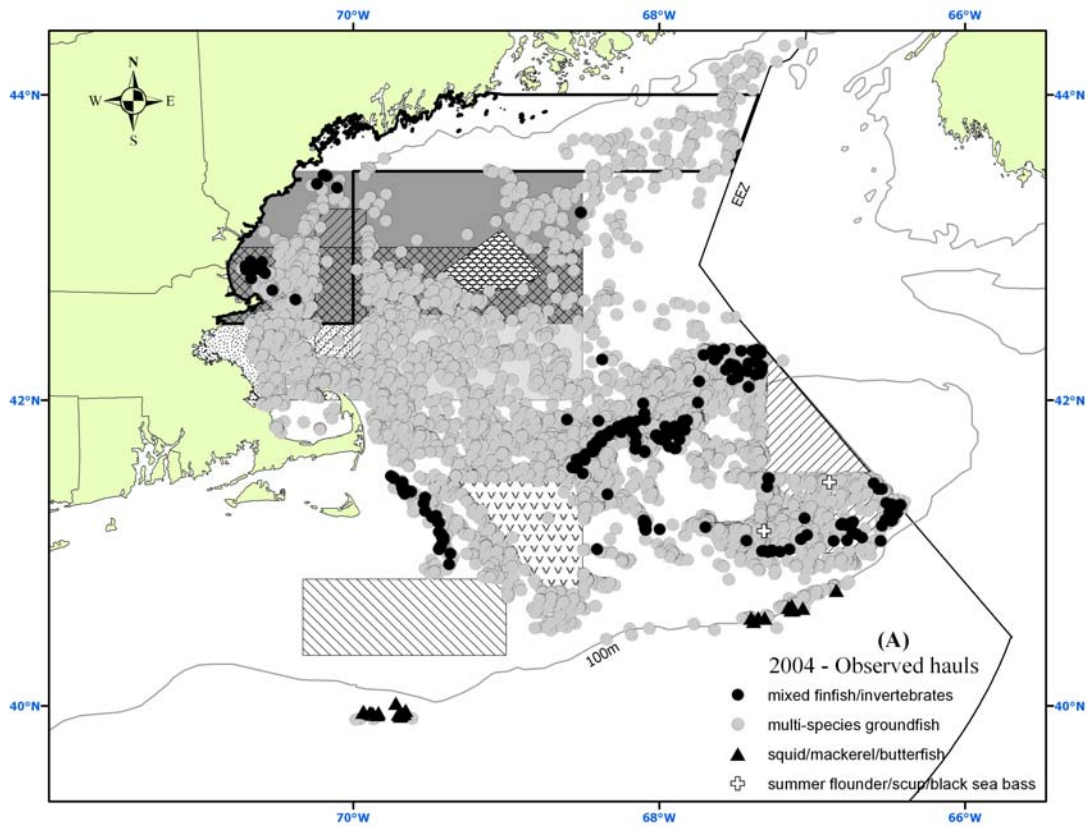 70°W 68°W 66°W
N
W E
S
44°N 44°N
EEZ
42°N 42°N
100m
(A)
2004 - Observed hauls
mixed finfish/invertebrates
40°N 40°N
multi-species groundfish
squid/mackerel/butterfish
summer flounder/scup/black sea bass
70°W 68°W 66°W